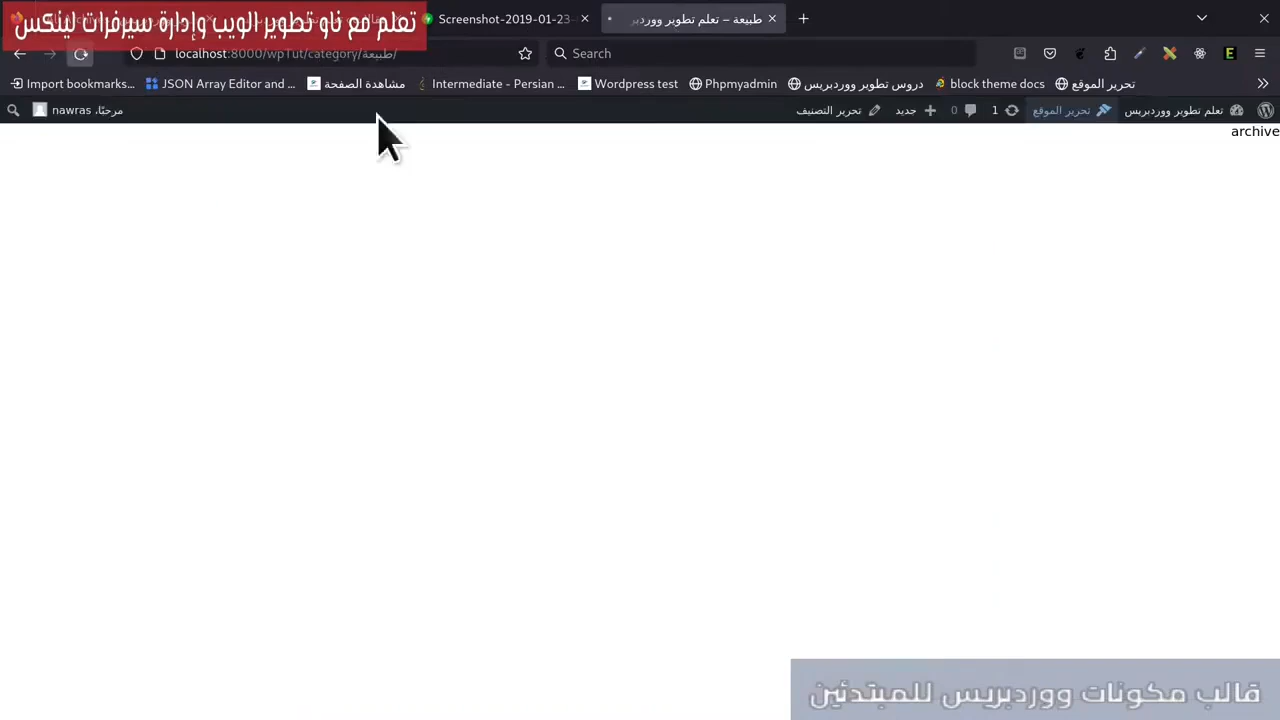 تعلم مع ناو تطوير الويب وإدارة سيرفرات لينكس
Screenshot-2019-01-23
طبيعة – تعلم تطوير ووردبر
localhost:8000/wpTut/category/طبيعة/
Search
Import bookmarks...
JSON Array Editor and ...
مشاهدة الصفحة
Intermediate - Persian ...
Wordpress test
Phpmyadmin
دروس تطوير ووردبريس
block theme docs
تحرير الموقع
تعلم تطوير ووردبريس
تحرير الموقع
1
0
جديد
تحرير التصنيف
مرحبًا، nawras
archive
قالب مكونات ووردبريس للمبتدئين